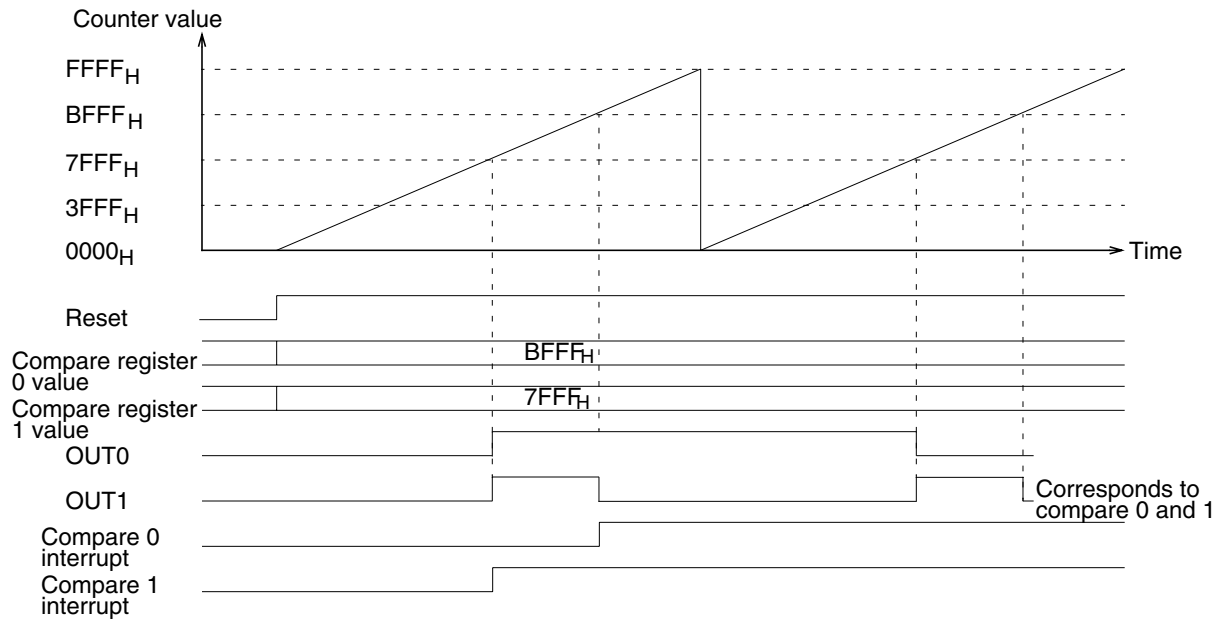 Counter value
FFFFH
BFFFH
7FFFH
3FFFH
0000H
Time
Reset
Compare register
0 value
BFFFH
Compare register
1 value
7FFFH
OUT0
OUT1
Corresponds to
compare 0 and 1
Compare 0
interrupt
Compare 1
interrupt